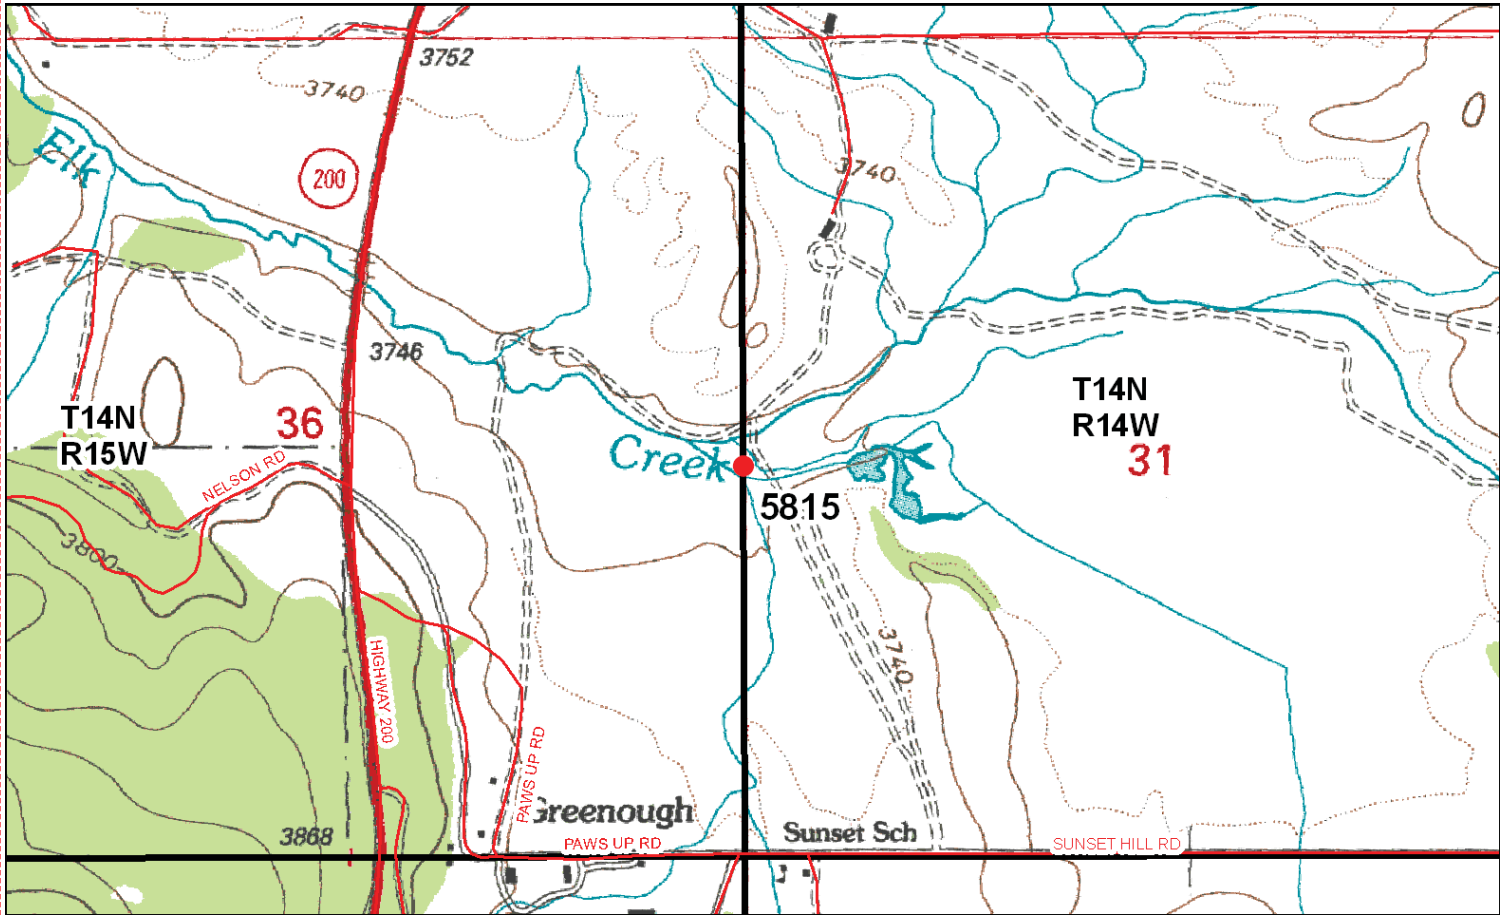 3752
3740
Elk
200
3740
3746
T14N
R15W
36
T14N
R14W
31
Creek
NELSON RD
5815
3800
3740
HIGHWAY 200
PAWS UP RD
Greenough
3868
PAWS UP RD
Sunset Sch
SUNSET HILL RD